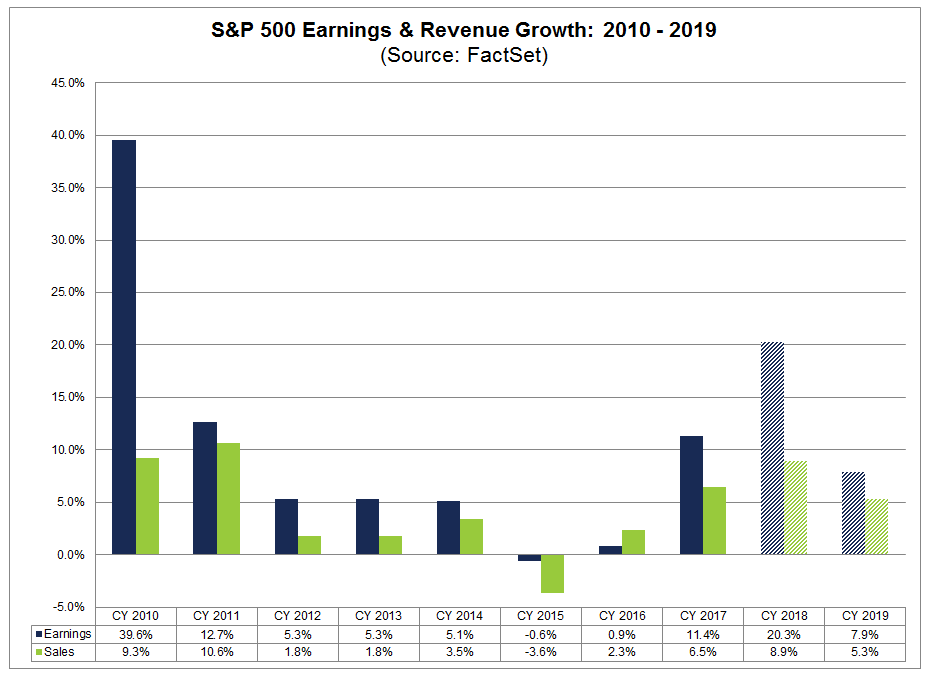 S&P 500 Earnings & Revenue Growth: 2010 - 2019
(Source: FactSet)
45.0%
40.0%
35.0%
30.0%
25.0%
20.0%
15.0%
10.0%
5.0%
0.0%
-5.0%
CY 2010 CY 2011 CY 2012 CY 2013 CY 2014 CY 2015 CY 2016 CY 2017 CY 2018 CY 2019
Earnings 39.6% 12.7% 5.3% 5.3% 5.1% -0.6% 0.9% 11.4% 20.3% 7.9%
Sales 9.3% 10.6% 1.8% 1.8% 3.5% -3.6% 2.3% 6.5% 8.9% 5.3%